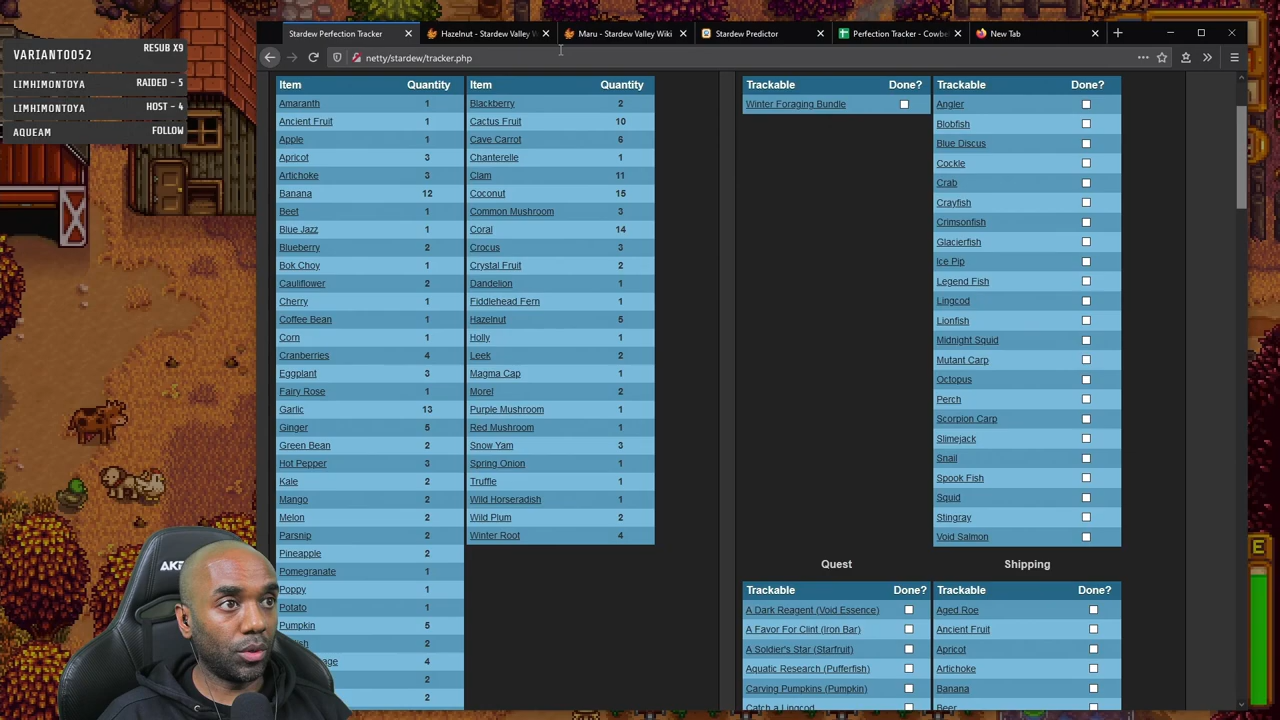 VARIANT0052 RESUB X9
LIMHIMONTOYA RAIDED - 5
LIMHIMONTOYA HOST - 4
AQUEAM FOLLOW
Stardew Perfection Tracker
Hazelnut - Stardew Valley W
Maru - Stardew Valley Wiki
Stardew Predictor
Perfection Tracker - Cowbel
New Tab
netty/stardew/tracker.php
Item Quantity
Amaranth 1
Ancient Fruit 1
Apple 1
Apricot 3
Artichoke 3
Banana 12
Beet 1
Blue Jazz 1
Blueberry 2
Bok Choy 1
Cauliflower 2
Cherry 1
Coffee Bean 1
Corn 1
Cranberries 4
Eggplant 3
Fairy Rose 1
Garlic 13
Ginger 5
Green Bean 2
Hot Pepper 3
Kale 2
Mango 2
Melon 2
Parsnip 2
Pineapple 2
Pomegranate 1
Poppy 1
Potato 1
Pumpkin 5
2
4
2
2
Item Quantity
Blackberry 2
Cactus Fruit 10
Cave Carrot 6
Chanterelle 1
Clam 11
Coconut 15
Common Mushroom 3
Coral 14
Crocus 3
Crystal Fruit 2
Dandelion 1
Fiddlehead Fern 1
Hazelnut 5
Holly 1
Leek 2
Magma Cap 1
Morel 2
Purple Mushroom 1
Red Mushroom 1
Snow Yam 3
Spring Onion 1
Truffle 1
Wild Horseradish 1
Wild Plum 2
Winter Root 4
Trackable Done?
Winter Foraging Bundle
Trackable Done?
Angler
Blobfish
Blue Discus
Cockle
Crab
Crayfish
Crimsonfish
Glacierfish
Ice Pip
Legend Fish
Lingcod
Lionfish
Midnight Squid
Mutant Carp
Octopus
Perch
Scorpion Carp
Slimejack
Snail
Spook Fish
Squid
Stingray
Void Salmon
Quest
Trackable Done?
A Dark Reagent (Void Essence)
A Favor For Clint (Iron Bar)
A Soldier's Star (Starfruit)
Aquatic Research (Pufferfish)
Carving Pumpkins (Pumpkin)
Catch a Lingcod
Shipping
Trackable Done?
Aged Roe
Ancient Fruit
Apricot
Artichoke
Banana
Beer
AK
E